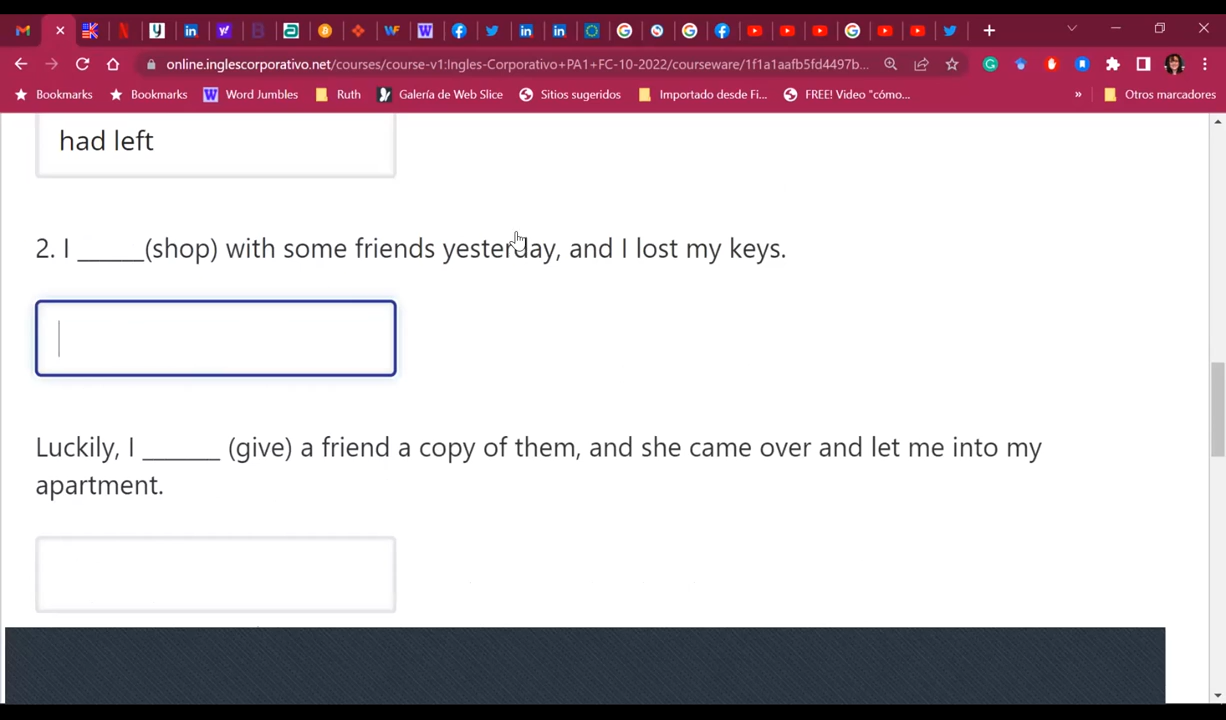 online.inglescorporativo.net/courses/course-v1:Ingles-Corporativo+PA1+FC-10-2022/courseware/1f1a1aafb5fd4497b...
Bookmarks Bookmarks Word Jumbles Ruth Galería de Web Slice Sitios sugeridos Importado desde Fi... FREE! Video "cómo... » Otros marcadores
had left
2. I _____(shop) with some friends yesterday, and I lost my keys.
Luckily, I ______ (give) a friend a copy of them, and she came over and let me into my
apartment.